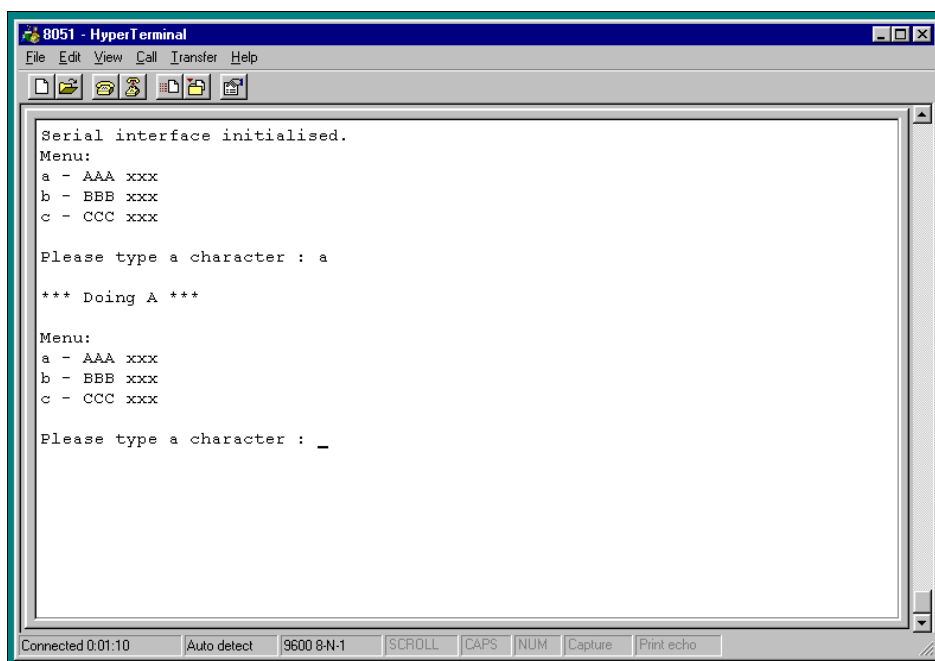 8051 - HyperTerminal
File Edit View Call Transfer Help
Serial interface initialised.
Menu:
a - AAA xxx
b - BBB xxx
c - CCC xxx
Please type a character : a
*** Doing A ***
Menu:
a - AAA xxx
b - BBB xxx
c - CCC xxx
Please type a character : _
Connected 0:01:10 Auto detect 9600 8-N-1 SCROLL CAPS NUM Capture Print echo